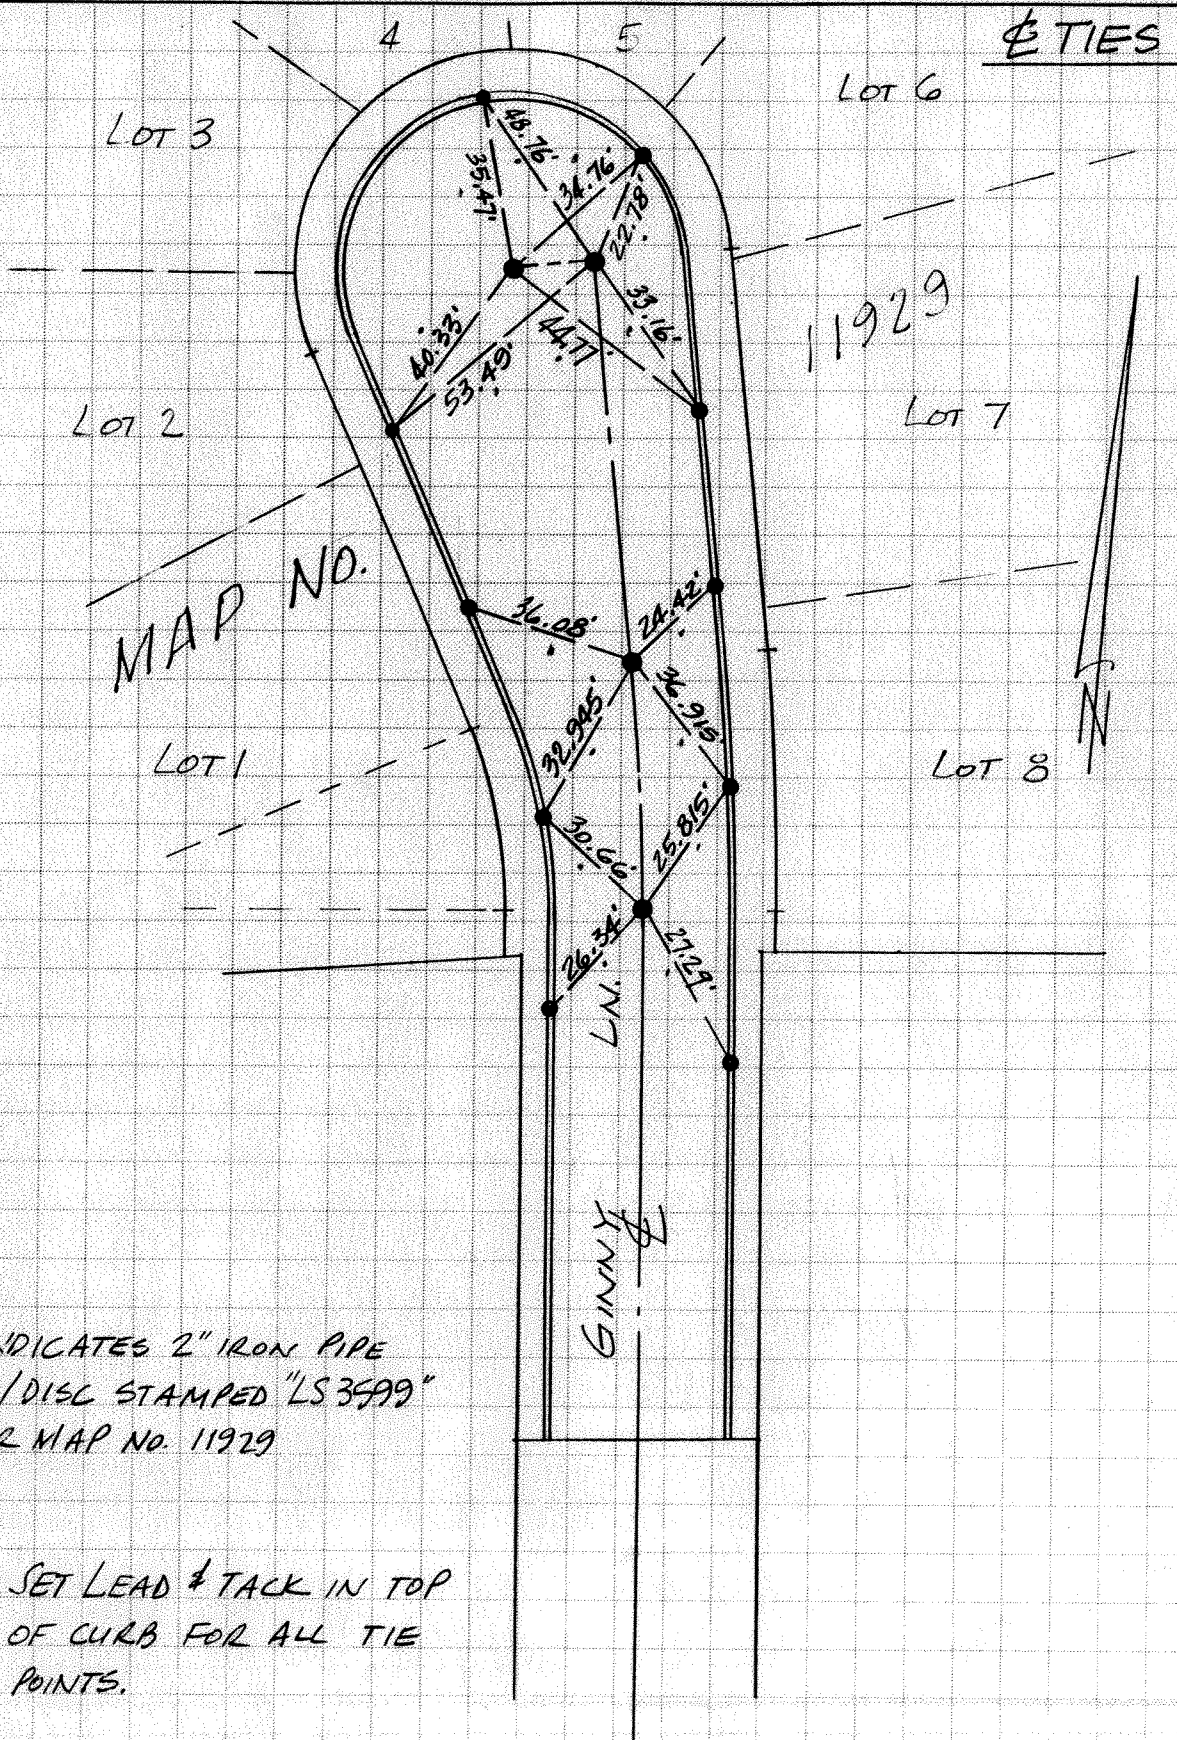 ℄ TIES
4
5
LOT 6
LOT 3
48.76'
35.47'
34.76'
22.78'
33.16'
44.77'
40.33'
53.49'
11929
LOT 2
LOT 7
MAP NO.
36.08'
24.42'
36.915'
32.945'
N
LOT 1
LOT 8
30.66'
25.815'
26.34'
27.29'
GINNY LN.
℄
DICATES 2" IRON PIPE
/DISC STAMPED "LS 3599"
R MAP NO. 11929
SET LEAD & TACK IN TOP
OF CURB FOR ALL TIE
POINTS.